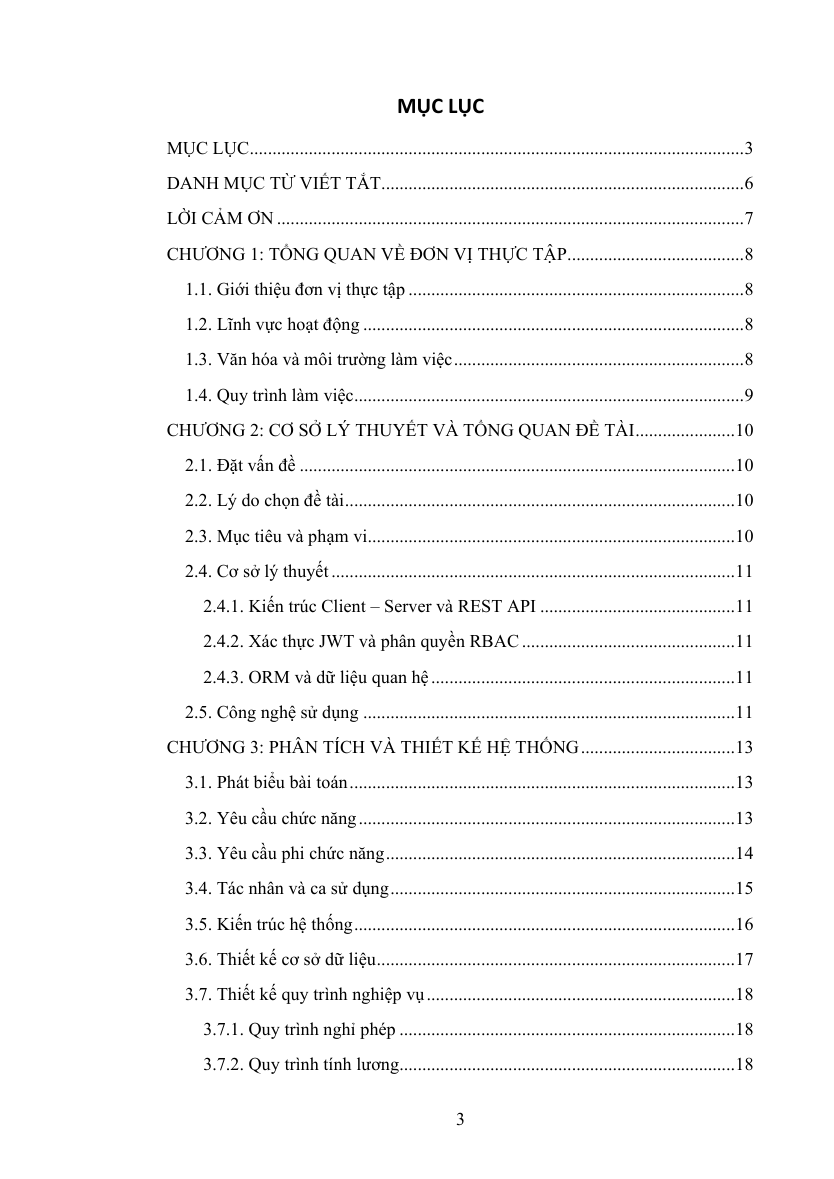 MỤC LỤC
MỤC LỤC.............................................................................................................3
DANH MỤC TỪ VIẾT TẮT................................................................................6
LỜI CẢM ƠN .......................................................................................................7
CHƯƠNG 1: TỔNG QUAN VỀ ĐƠN VỊ THỰC TẬP.......................................8
1.1. Giới thiệu đơn vị thực tập ..........................................................................8
1.2. Lĩnh vực hoạt động ....................................................................................8
1.3. Văn hóa và môi trường làm việc................................................................8
1.4. Quy trình làm việc......................................................................................9
CHƯƠNG 2: CƠ SỞ LÝ THUYẾT VÀ TỔNG QUAN ĐỀ TÀI......................10
2.1. Đặt vấn đề ................................................................................................10
2.2. Lý do chọn đề tài......................................................................................10
2.3. Mục tiêu và phạm vi.................................................................................10
2.4. Cơ sở lý thuyết .........................................................................................11
2.4.1. Kiến trúc Client – Server và REST API ...........................................11
2.4.2. Xác thực JWT và phân quyền RBAC ...............................................11
2.4.3. ORM và dữ liệu quan hệ ...................................................................11
2.5. Công nghệ sử dụng ..................................................................................11
CHƯƠNG 3: PHÂN TÍCH VÀ THIẾT KẾ HỆ THỐNG..................................13
3.1. Phát biểu bài toán.....................................................................................13
3.2. Yêu cầu chức năng...................................................................................13
3.3. Yêu cầu phi chức năng.............................................................................14
3.4. Tác nhân và ca sử dụng............................................................................15
3.5. Kiến trúc hệ thống....................................................................................16
3.6. Thiết kế cơ sở dữ liệu...............................................................................17
3.7. Thiết kế quy trình nghiệp vụ....................................................................18
3.7.1. Quy trình nghỉ phép ..........................................................................18
3.7.2. Quy trình tính lương..........................................................................18
3